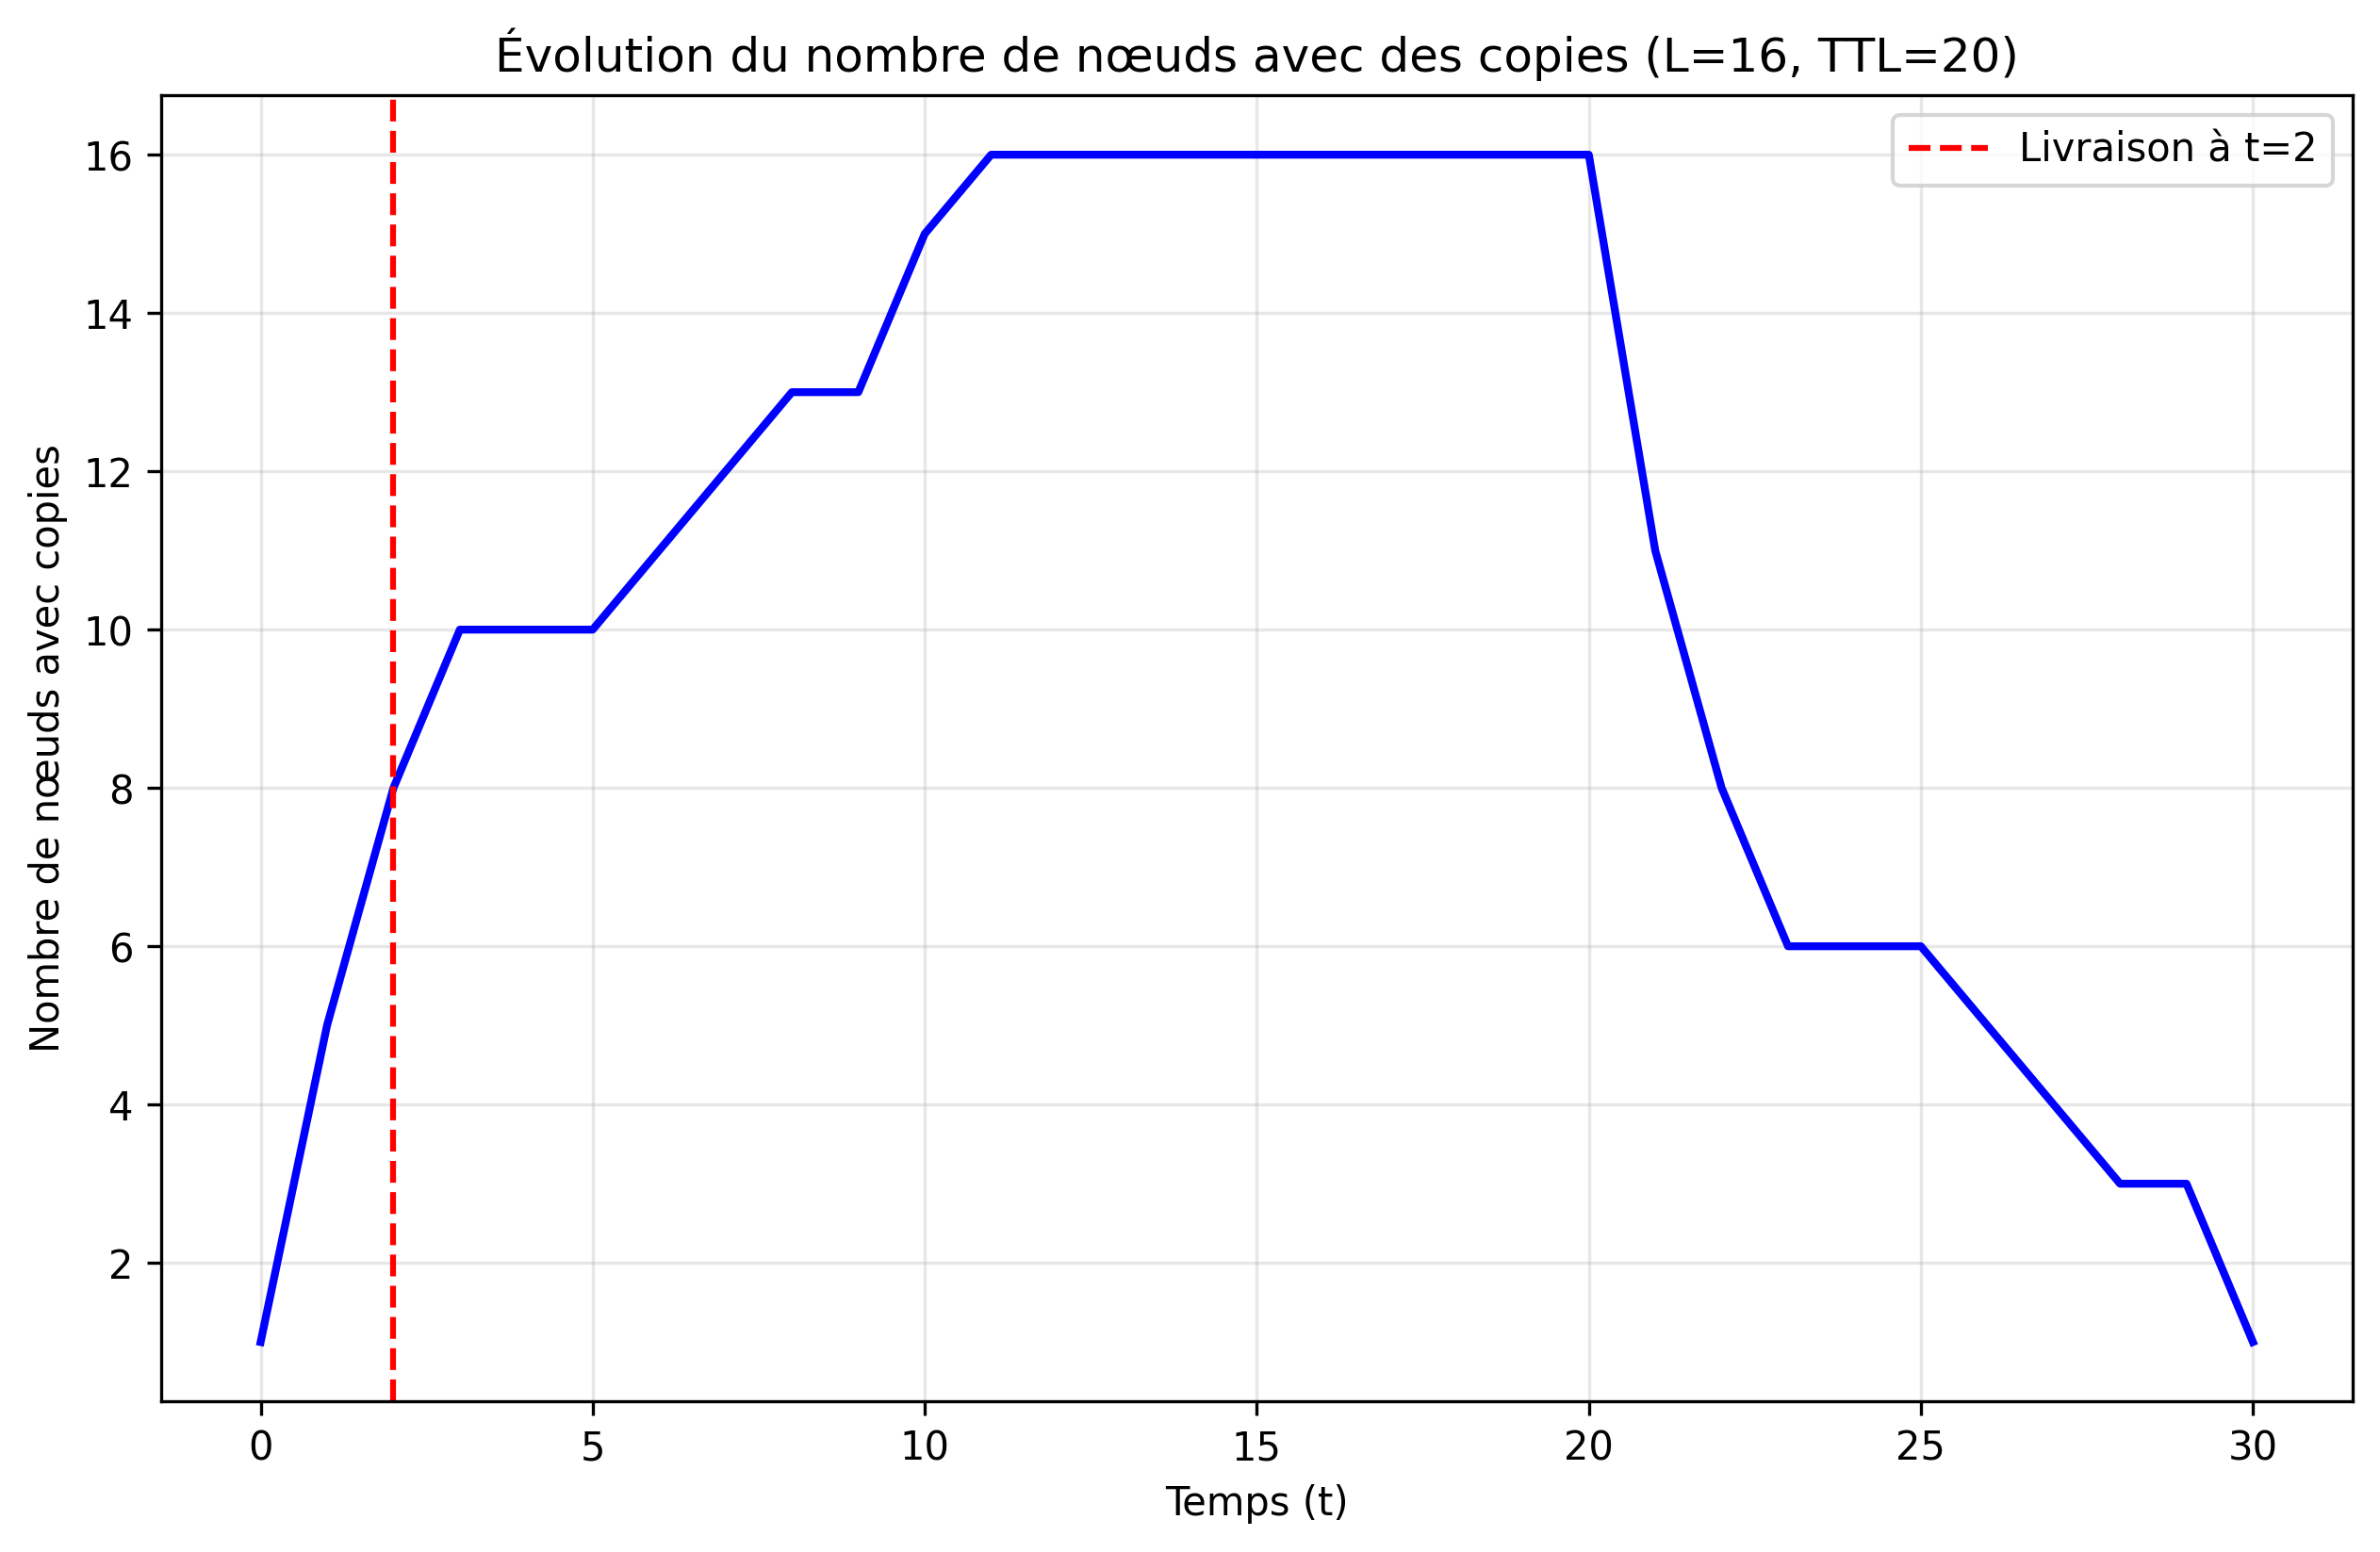 Évolution du nombre de nœuds avec des copies (L=16, TTL=20)
Livraison à t=2
Nombre de nœuds avec copies
16
14
12
10
8
6
4
2
0 5 10 15 20 25 30
Temps (t)